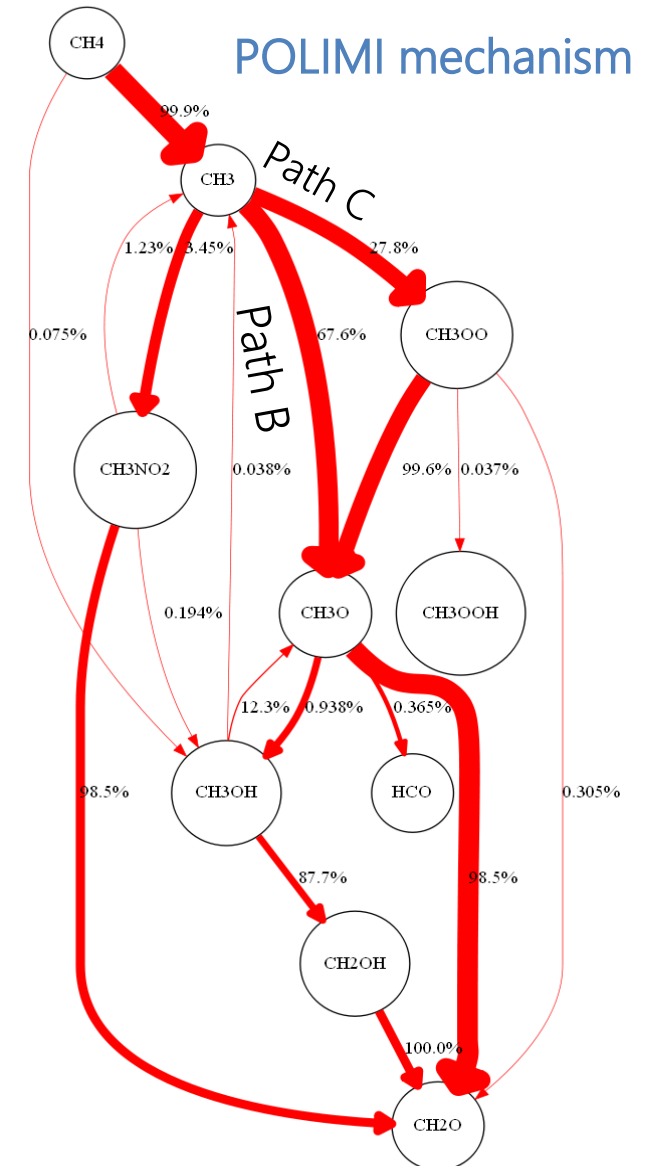 CH4
POLIMI mechanism
99.9%
CH3
Path C
1.23%
3.45%
27.8%
0.075%
Path B
67.6%
CH3OO
CH3NO2
0.038%
99.6%
0.037%
0.194%
CH3O
CH3OOH
12.3%
0.938%
0.365%
CH3OH
HCO
98.5%
0.305%
87.7%
98.5%
CH2OH
100.0%
CH2O